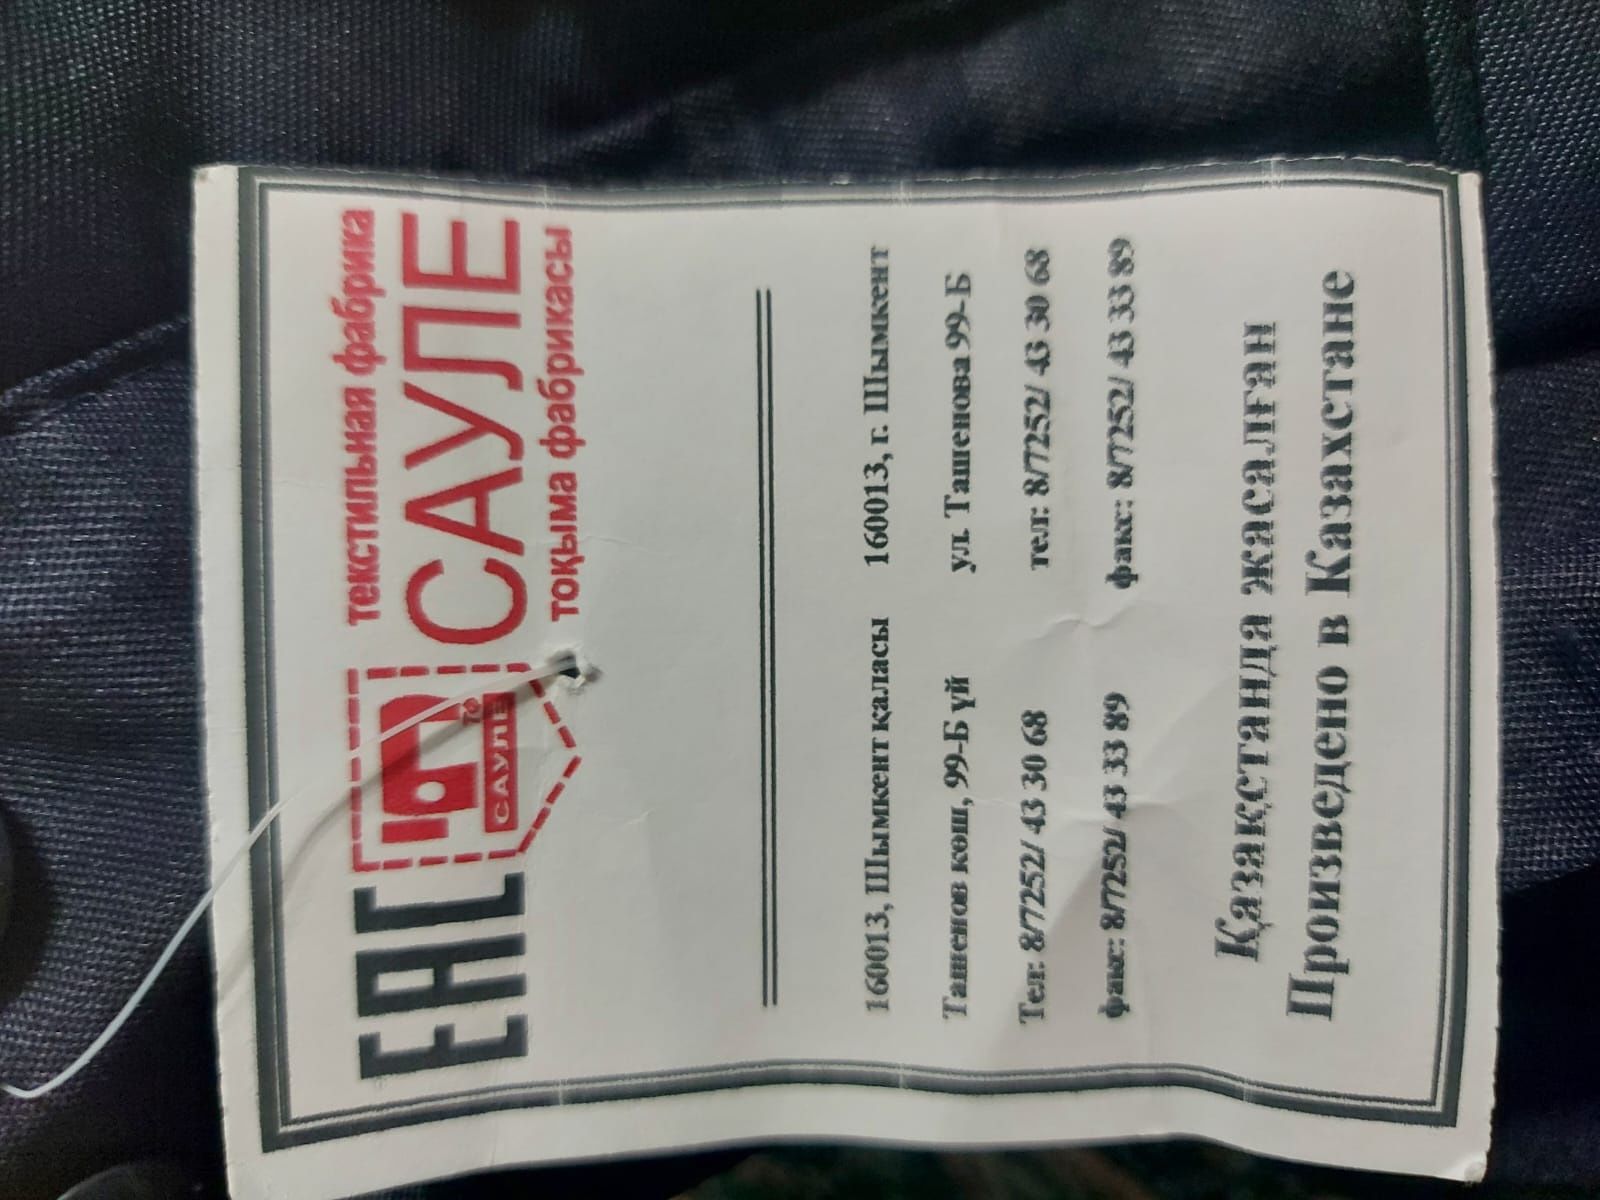 EAC
текстильная фабрика
САУЛЕ
САУЛЕ
тоқыма фабрикасы
160013, Шымкент қаласы 160013, г. Шымкент
Ташенов көш, 99-Б үй ул. Ташенова 99-Б
Тел: 8/7252/ 43 30 68 тел: 8/7252/ 43 30 68
факс: 8/7252/ 43 33 89 факс: 8/7252/ 43 33 89
Қазақстанда жасалған
Произведено в Казахстане